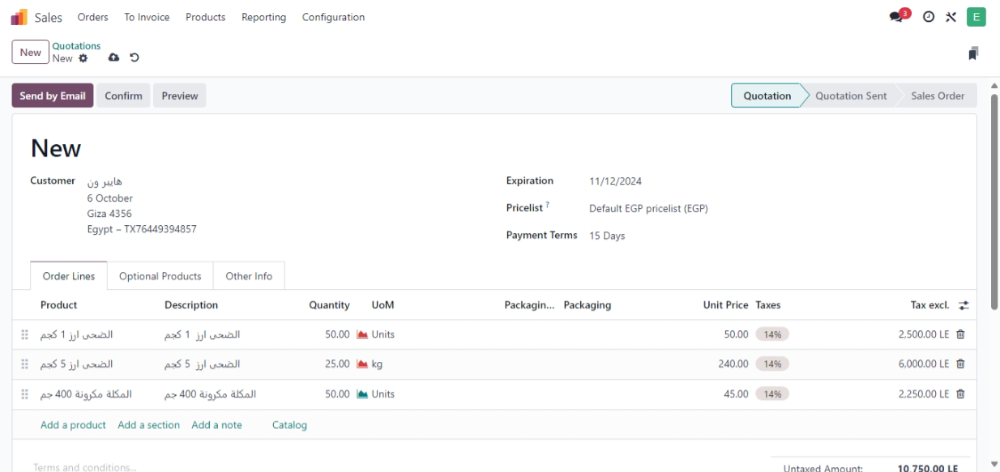 Sales Orders To Invoice Products Reporting Configuration 3 E
New Quotations
New
Send by Email Confirm Preview Quotation Quotation Sent Sales Order
New
Customer هايبر ون Expiration 11/12/2024
6 October
Giza 4356 Pricelist ? Default EGP pricelist (EGP)
Egypt – TX76449394857
Payment Terms 15 Days
Order Lines Optional Products Other Info
Product Description Quantity UoM Packagin... Packaging Unit Price Taxes Tax excl.
الضحى ارز 1 كجم الضحى ارز 1 كجم 50.00 Units 50.00 14% 2,500.00 LE
الضحى ارز 5 كجم الضحى ارز 5 كجم 25.00 kg 240.00 14% 6,000.00 LE
المكلة مكرونة 400 جم المكلة مكرونة 400 جم 50.00 Units 45.00 14% 2,250.00 LE
Add a product Add a section Add a note Catalog
Terms and conditions... Untaxed Amount: 10,750.00 LE